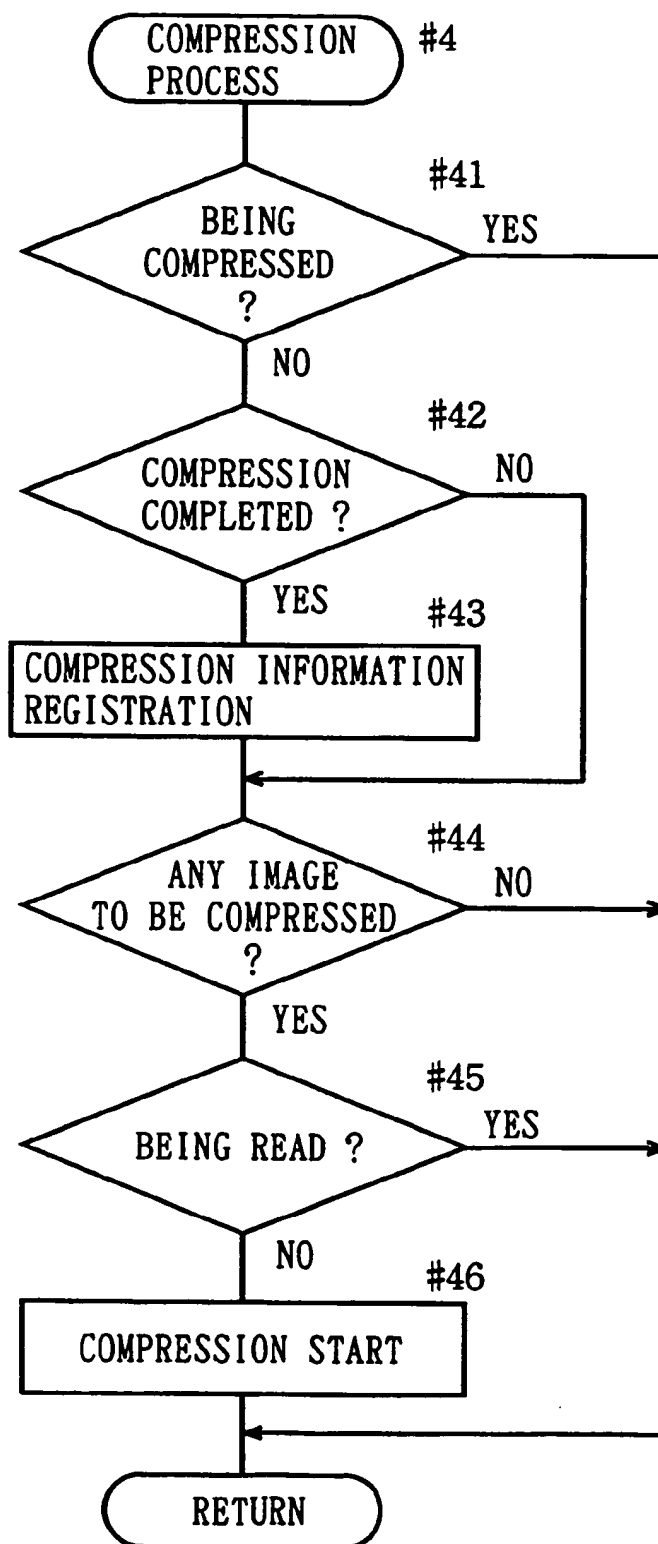 COMPRESSION
PROCESS
#4
#41
BEING
COMPRESSED
?
YES
NO
#42
COMPRESSION
COMPLETED ?
NO
YES
#43
COMPRESSION INFORMATION
REGISTRATION
#44
ANY IMAGE
TO BE COMPRESSED
?
NO
YES
#45
BEING READ ?
YES
NO
#46
COMPRESSION START
RETURN